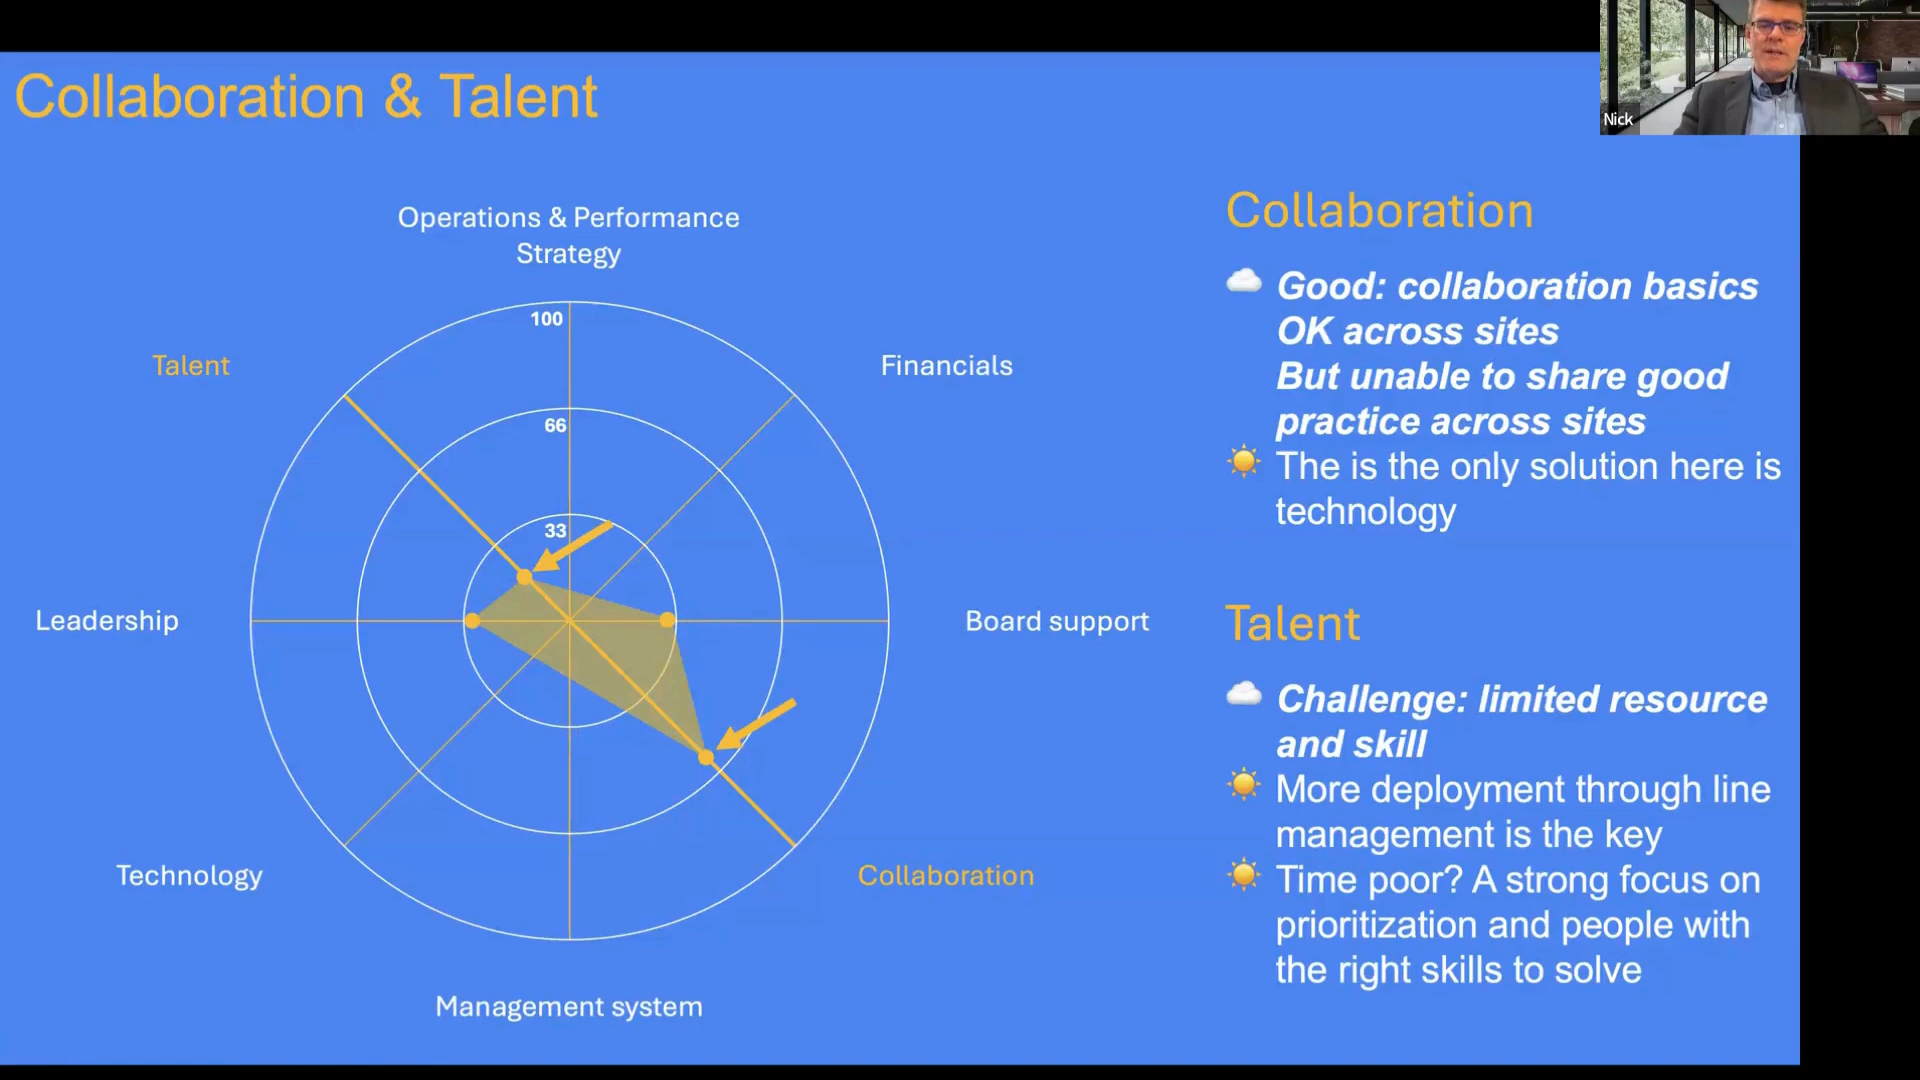 Collaboration & Talent
Nick
Operations & Performance
Strategy
100
66
33
Talent
Financials
Leadership
Board support
Technology
Collaboration
Management system
Collaboration
Good: collaboration basics
OK across sites
But unable to share good
practice across sites
The is the only solution here is
technology
Talent
Challenge: limited resource
and skill
More deployment through line
management is the key
Time poor? A strong focus on
prioritization and people with
the right skills to solve